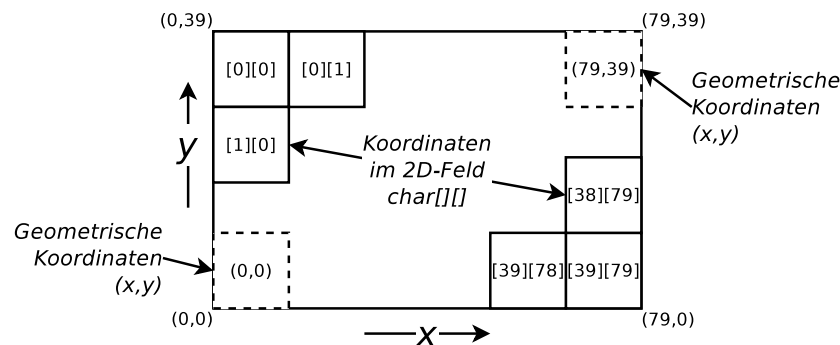 (0,39)
(79,39)
[0][0]
[0][1]
(79,39)
Geometrische
Koordinaten
(x,y)
y
[1][0]
Koordinaten
im 2D-Feld
char[][]
[38][79]
Geometrische
Koordinaten
(x,y)
(0,0)
[39][78]
[39][79]
(0,0)
x
(79,0)